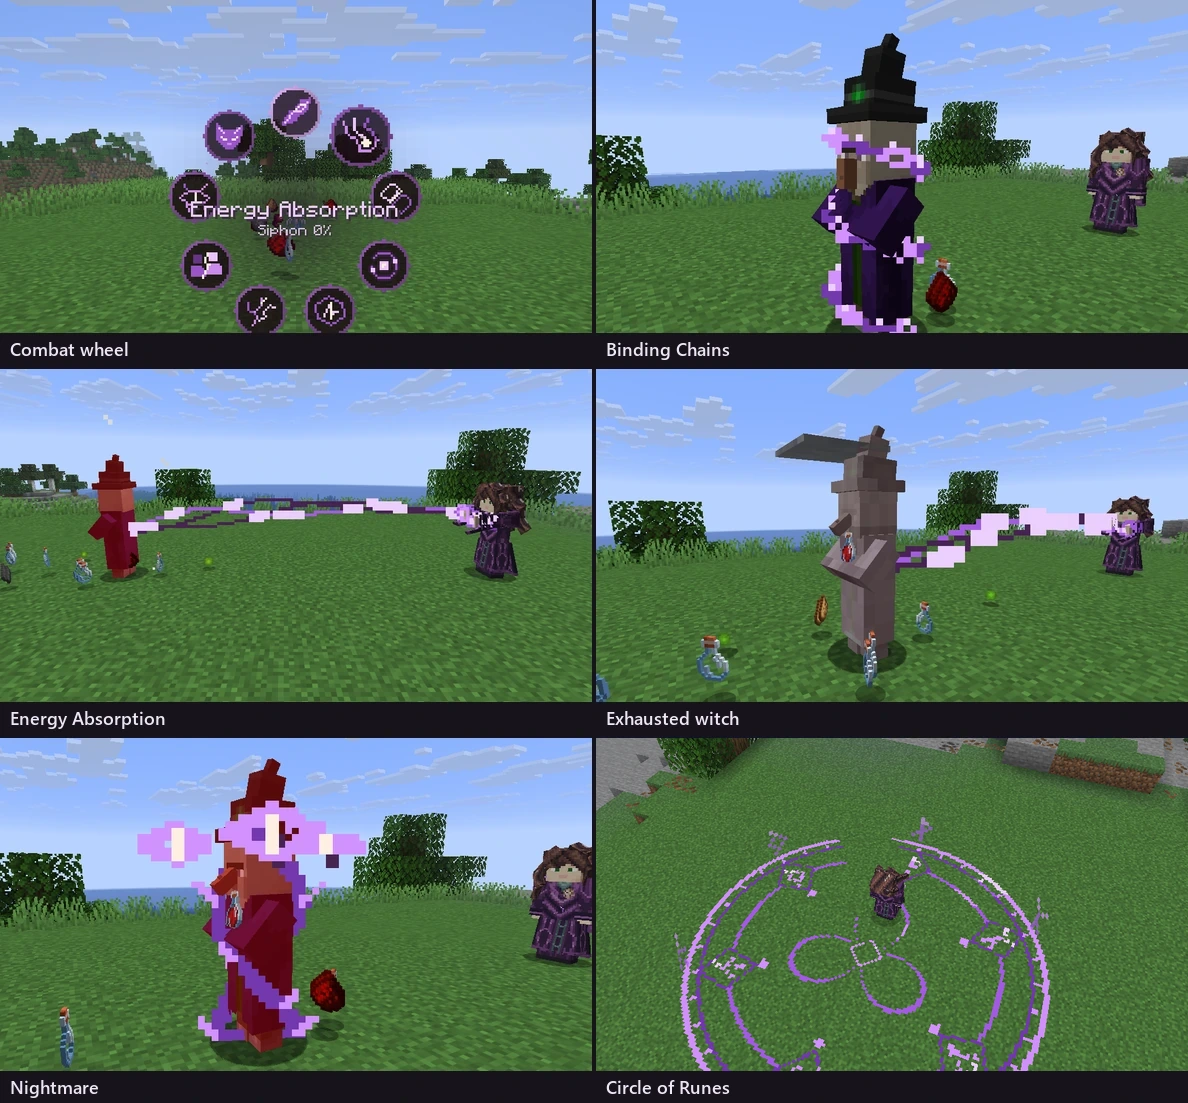 Energy Absorption
Siphon 0%
Combat wheel
Binding Chains
Energy Absorption
Exhausted witch
Nightmare
Circle of Runes